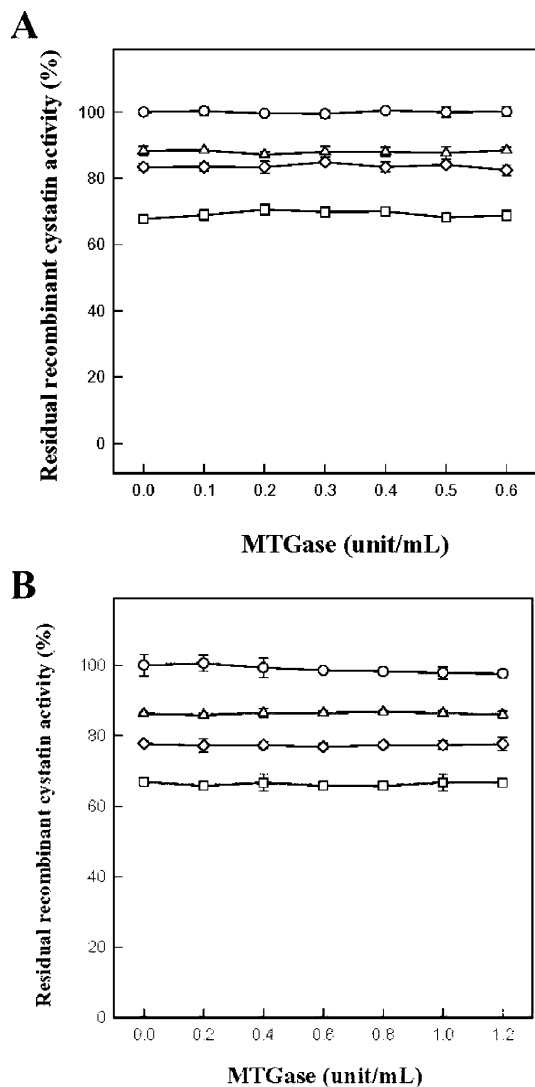 A
Residual recombinant cystatin activity (%)
100
80
60
40
20
0
0.0 0.1 0.2 0.3 0.4 0.5 0.6
MTGase (unit/mL)
B
Residual recombinant cystatin activity (%)
100
80
60
40
20
0
0.0 0.2 0.4 0.6 0.8 1.0 1.2
MTGase (unit/mL)